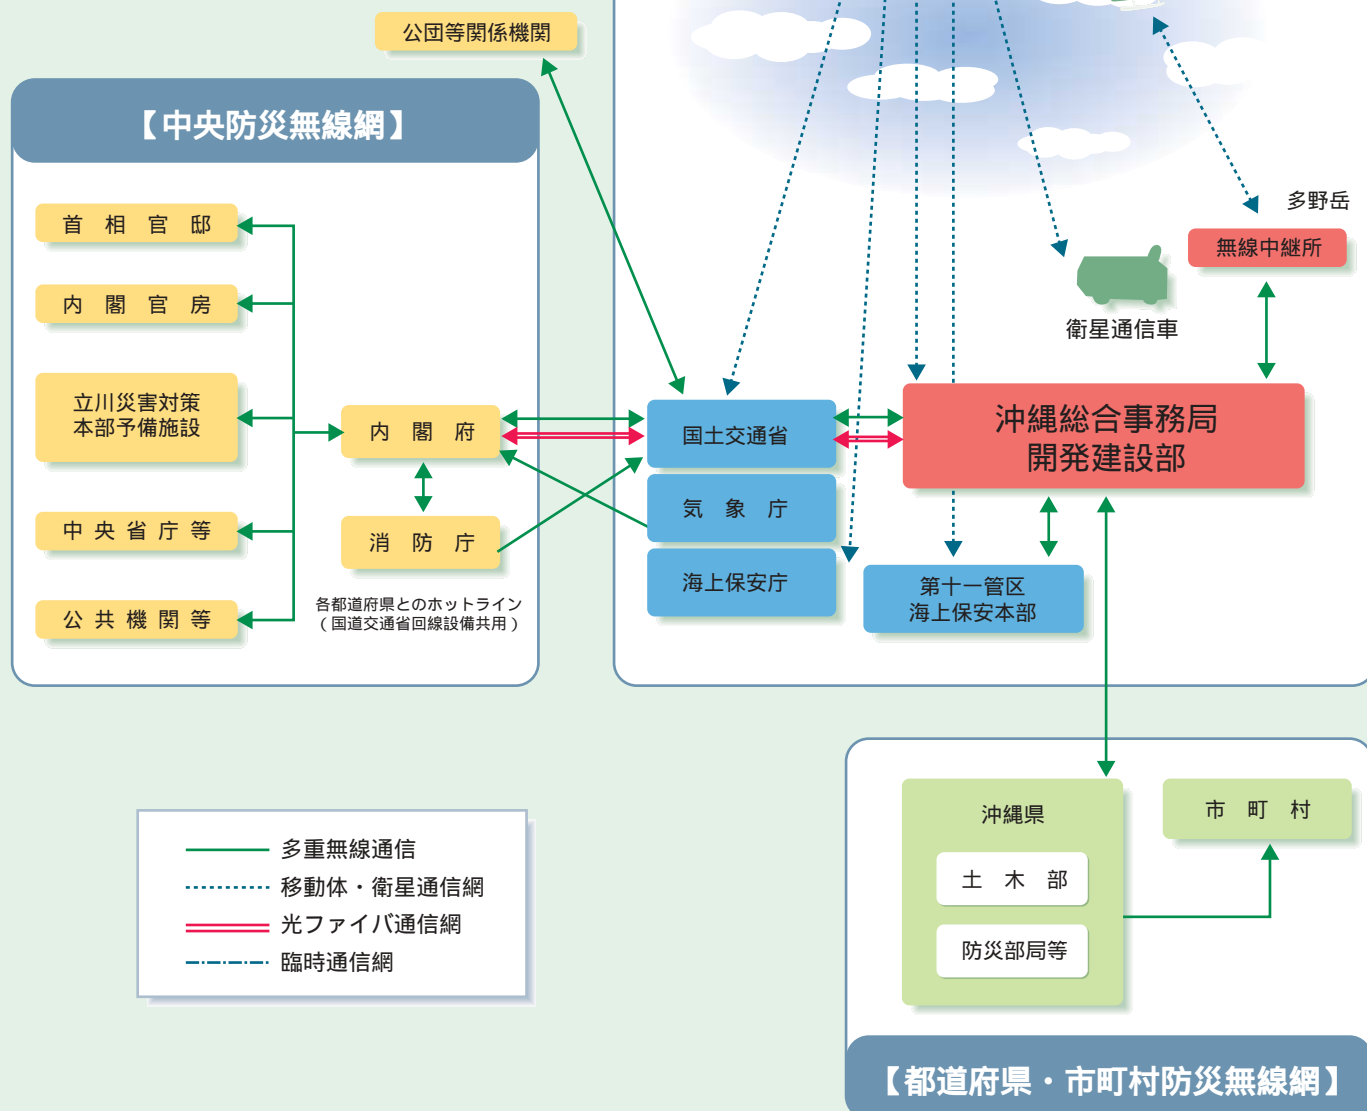 公団等関係機関
【中央防災無線網】
首相官邸
内閣官房
立川災害対策
本部予備施設
中央省庁等
公共機関等
内閣府
消防庁
各都道府県とのホットライン
(国道交通省回線設備共用)
国土交通省
気象庁
海上保安庁
多野岳
無線中継所
衛星通信車
沖縄総合事務局
開発建設部
第十一管区
海上保安本部
沖縄県
土木部
防災部局等
市町村
【都道府県・市町村防災無線網】
多重無線通信
移動体・衛星通信網
光ファイバ通信網
臨時通信網